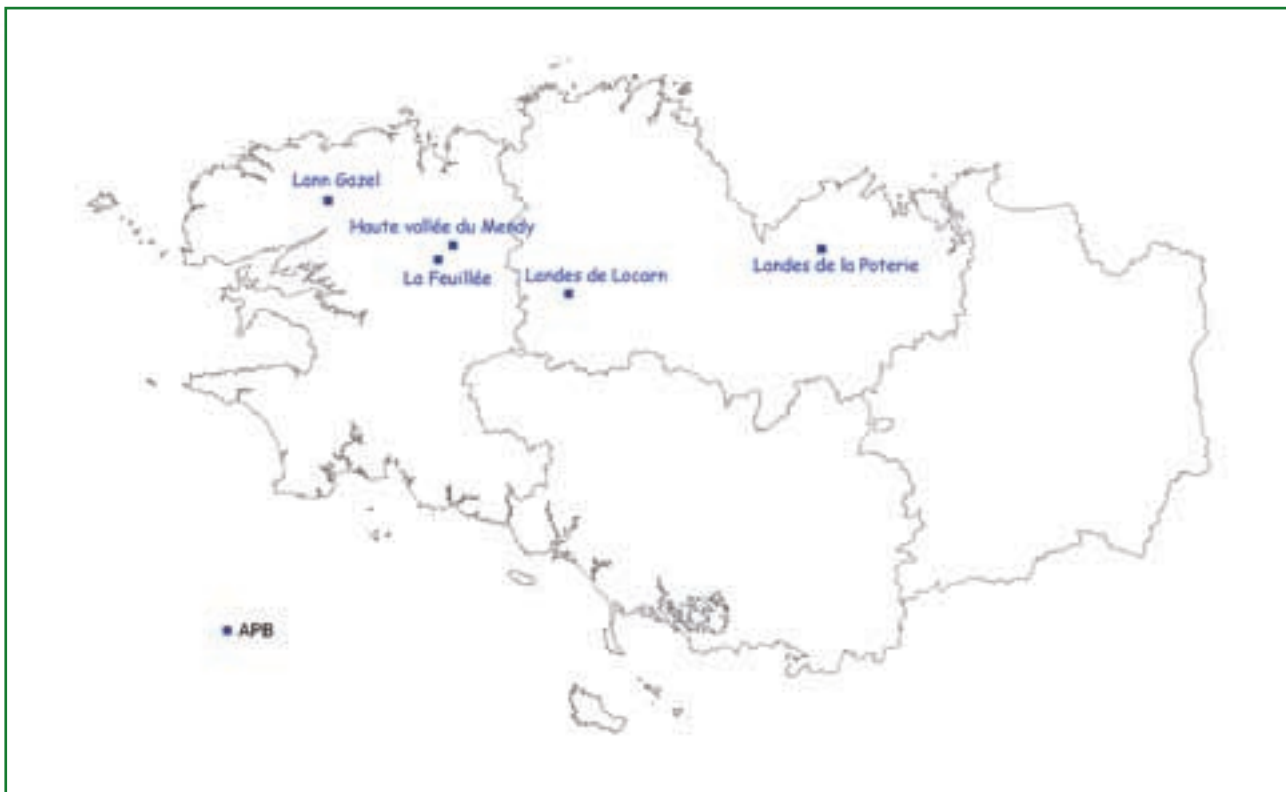 Lann Gazel
Haute vallée du Mendy
La Feuillée
Landes de Locarn
Landes de la Poterie
APB